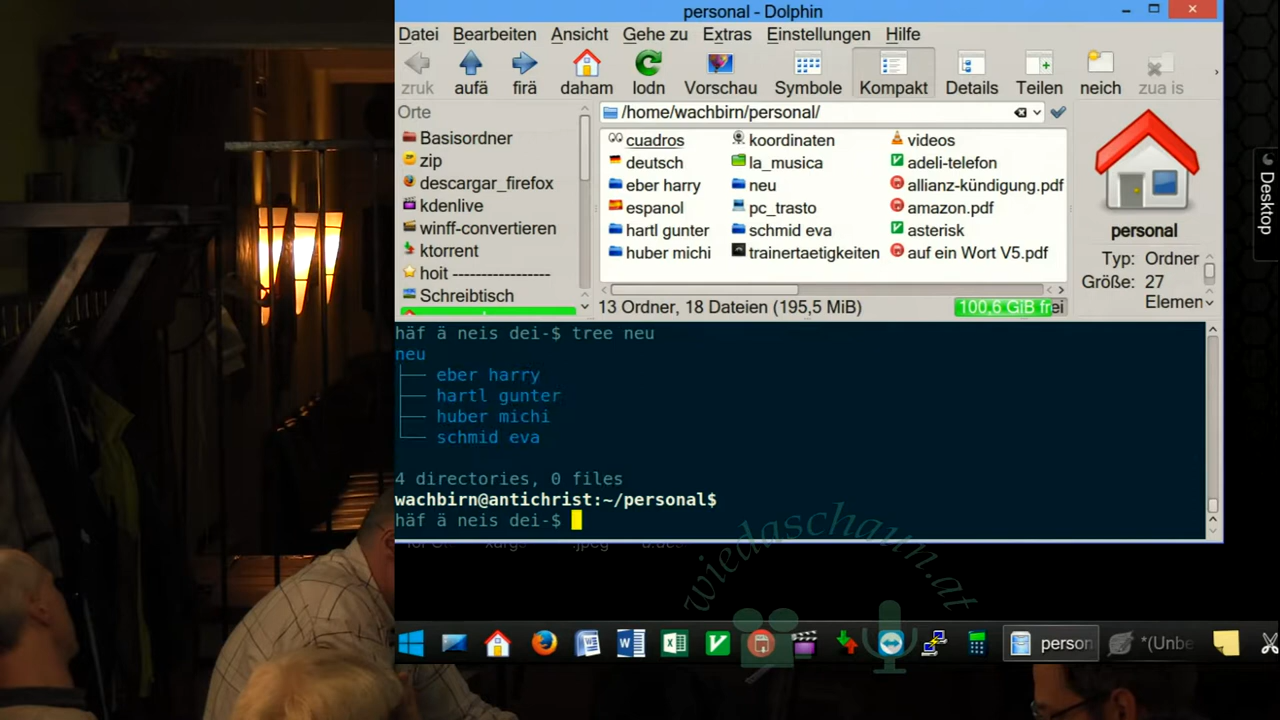 personal - Dolphin
Datei Bearbeiten Ansicht Gehe zu Extras Einstellungen Hilfe
zruk aufä firä daham lodn Vorschau Symbole Kompakt Details Teilen neich zua is
Orte
/home/wachbirn/personal/
Basisordner
zip
descargar_firefox
kdenlive
winff-convertieren
ktorrent
hoit -----------------
Schreibtisch
cuadros
deutsch
eber harry
espanol
hartl gunter
huber michi
koordinaten
la_musica
neu
pc_trasto
schmid eva
trainertaetigkeiten
videos
adeli-telefon
allianz-kündigung.pdf
amazon.pdf
asterisk
auf ein Wort V5.pdf
personal
Typ: Ordner
Größe: 27
Elemen
13 Ordner, 18 Dateien (195,5 MiB)
100,6 GiB frei
häf ä neis dei-$ tree neu
neu
├── eber harry
├── hartl gunter
├── huber michi
└── schmid eva
4 directories, 0 files
wachbirn@antichrist:~/personal$
häf ä neis dei-$
wiedaschaun.at
person
*(Unbe
Desktop